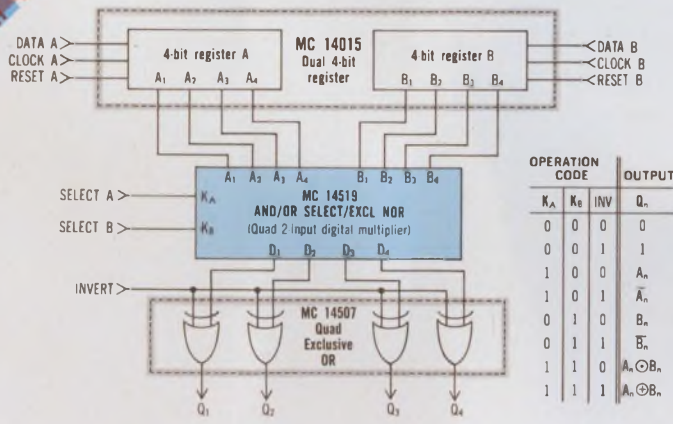 DATA A
CLOCK A
RESET A
4-bit register A
A₁ A₂ A₃ A₄
MC 14015
Dual 4-bit
register
4-bit register B
B₁ B₂ B₃ B₄
DATA B
CLOCK B
RESET B
A₁ A₂ A₃ A₄ B₁ B₂ B₃ B₄
SELECT A
K_A
MC 14519
AND/OR SELECT/EXCL NOR
(Quad 2 input digital multiplier)
SELECT B
K_B
D₁ D₂ D₃ D₄
INVERT
MC 14507
Quad
Exclusive
OR
Q₁ Q₂ Q₃ Q₄
OPERATION CODE OUTPUT
K_A K_B INV Qₙ
0 0 0 0
0 0 1 1
1 0 0 Aₙ
1 0 1 A̅ₙ
0 1 0 Bₙ
0 1 1 B̅ₙ
1 1 0 Aₙ⊙Bₙ
1 1 1 Aₙ⊕Bₙ